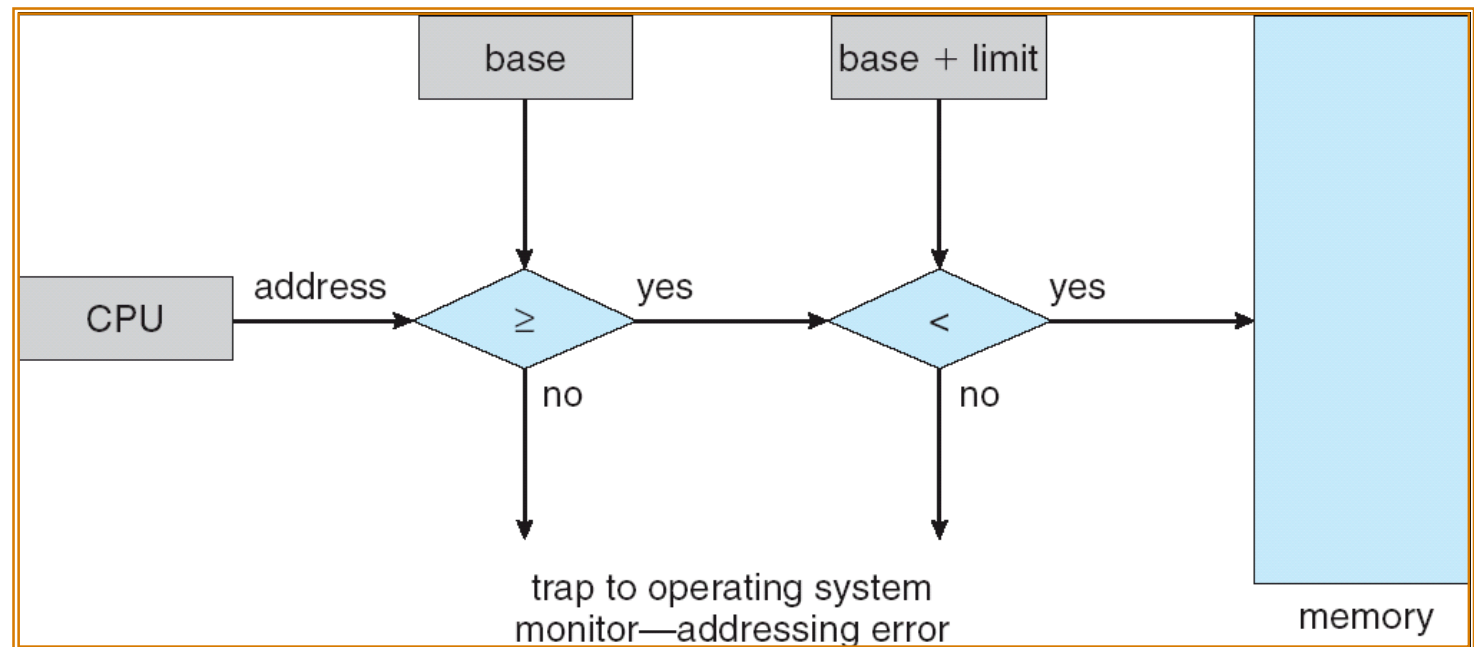 base
base + limit
CPU
address
≥
yes
<
yes
no
no
trap to operating system
monitor—addressing error
memory